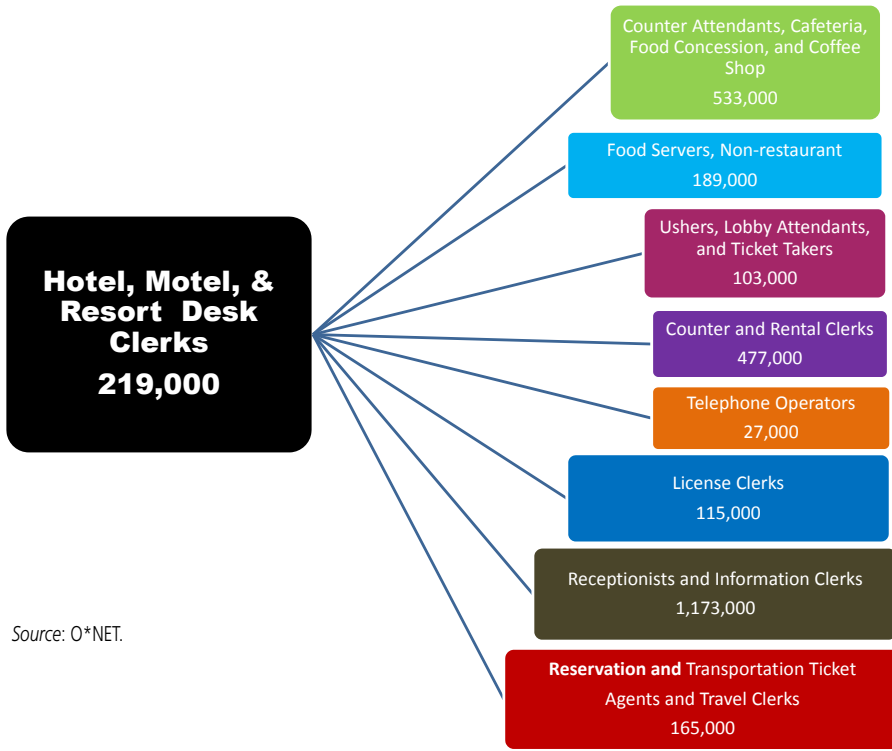 Counter Attendants, Cafeteria,
Food Concession, and Coffee
Shop
533,000
Food Servers, Non-restaurant
189,000
Ushers, Lobby Attendants,
and Ticket Takers
103,000
Hotel, Motel, &
Resort Desk
Clerks
219,000
Counter and Rental Clerks
477,000
Telephone Operators
27,000
License Clerks
115,000
Receptionists and Information Clerks
1,173,000
Source: O*NET.
Reservation and Transportation Ticket
Agents and Travel Clerks
165,000